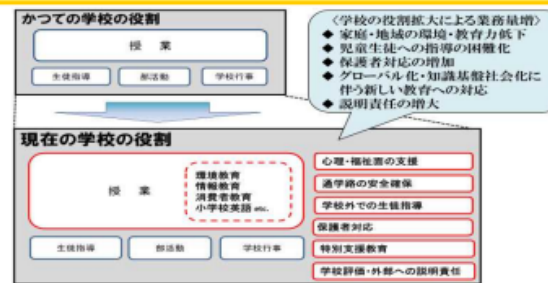 かつての学校の役割
授 業
生徒指導
部活動
学校行事
〈学校の役割拡大による業務量増〉
◆ 家庭・地域の環境・教育力低下
◆ 児童生徒への指導の困難化
◆ 保護者対応の増加
◆ グローバル化・知識基盤社会化に
伴う新しい教育への対応
◆ 説明責任の増大
現在の学校の役割
授 業
環境教育
情報教育
消費者教育
小学校英語 etc.
生徒指導
部活動
学校行事
心理・福祉面の支援
通学路の安全確保
学校外での生徒指導
保護者対応
特別支援教育
学校評価・外部への説明責任